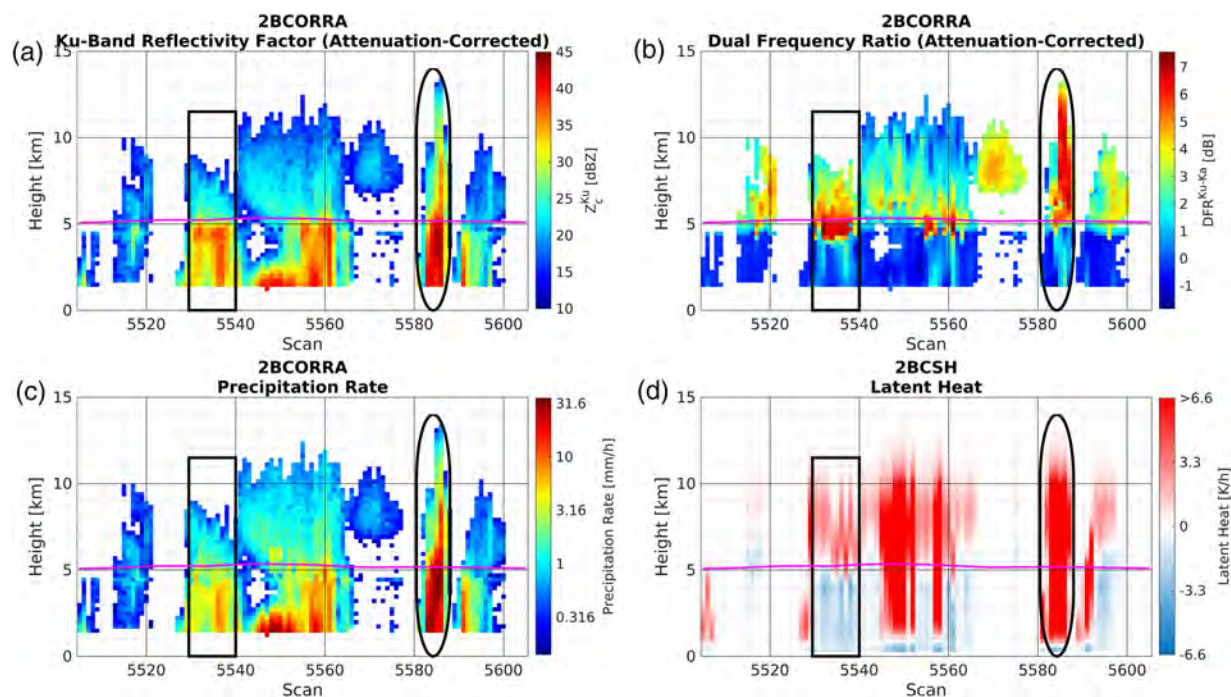 (a)
2BCORRA
Ku-Band Reflectivity Factor (Attenuation-Corrected)
15
10
5
0
Height [km]
5520
5540
5560
5580
5600
Scan
45
40
35
30
25
20
15
10
Z_c^Ku [dBZ]
(b)
2BCORRA
Dual Frequency Ratio (Attenuation-Corrected)
15
10
5
0
Height [km]
5520
5540
5560
5580
5600
Scan
7
6
5
4
3
2
1
0
-1
DFR^Ku-Ka [dB]
(c)
2BCORRA
Precipitation Rate
15
10
5
0
Height [km]
5520
5540
5560
5580
5600
Scan
31.6
10
3.16
1
0.316
Precipitation Rate [mm/h]
(d)
2BCSH
Latent Heat
15
10
5
0
Height [km]
5520
5540
5560
5580
5600
Scan
>6.6
3.3
0
-3.3
-6.6
Latent Heat [K/h]